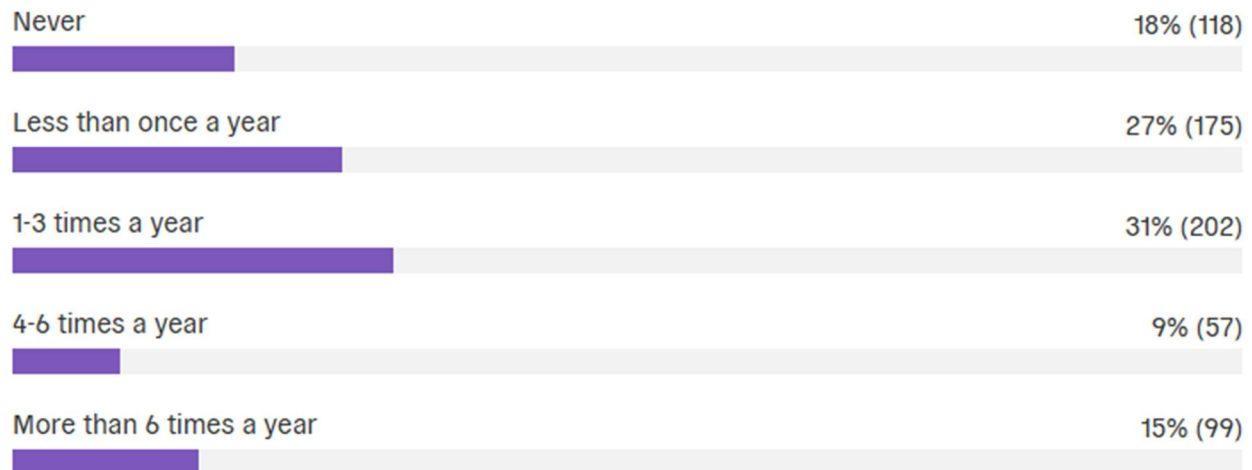 Never 18% (118)
Less than once a year 27% (175)
1-3 times a year 31% (202)
4-6 times a year 9% (57)
More than 6 times a year 15% (99)